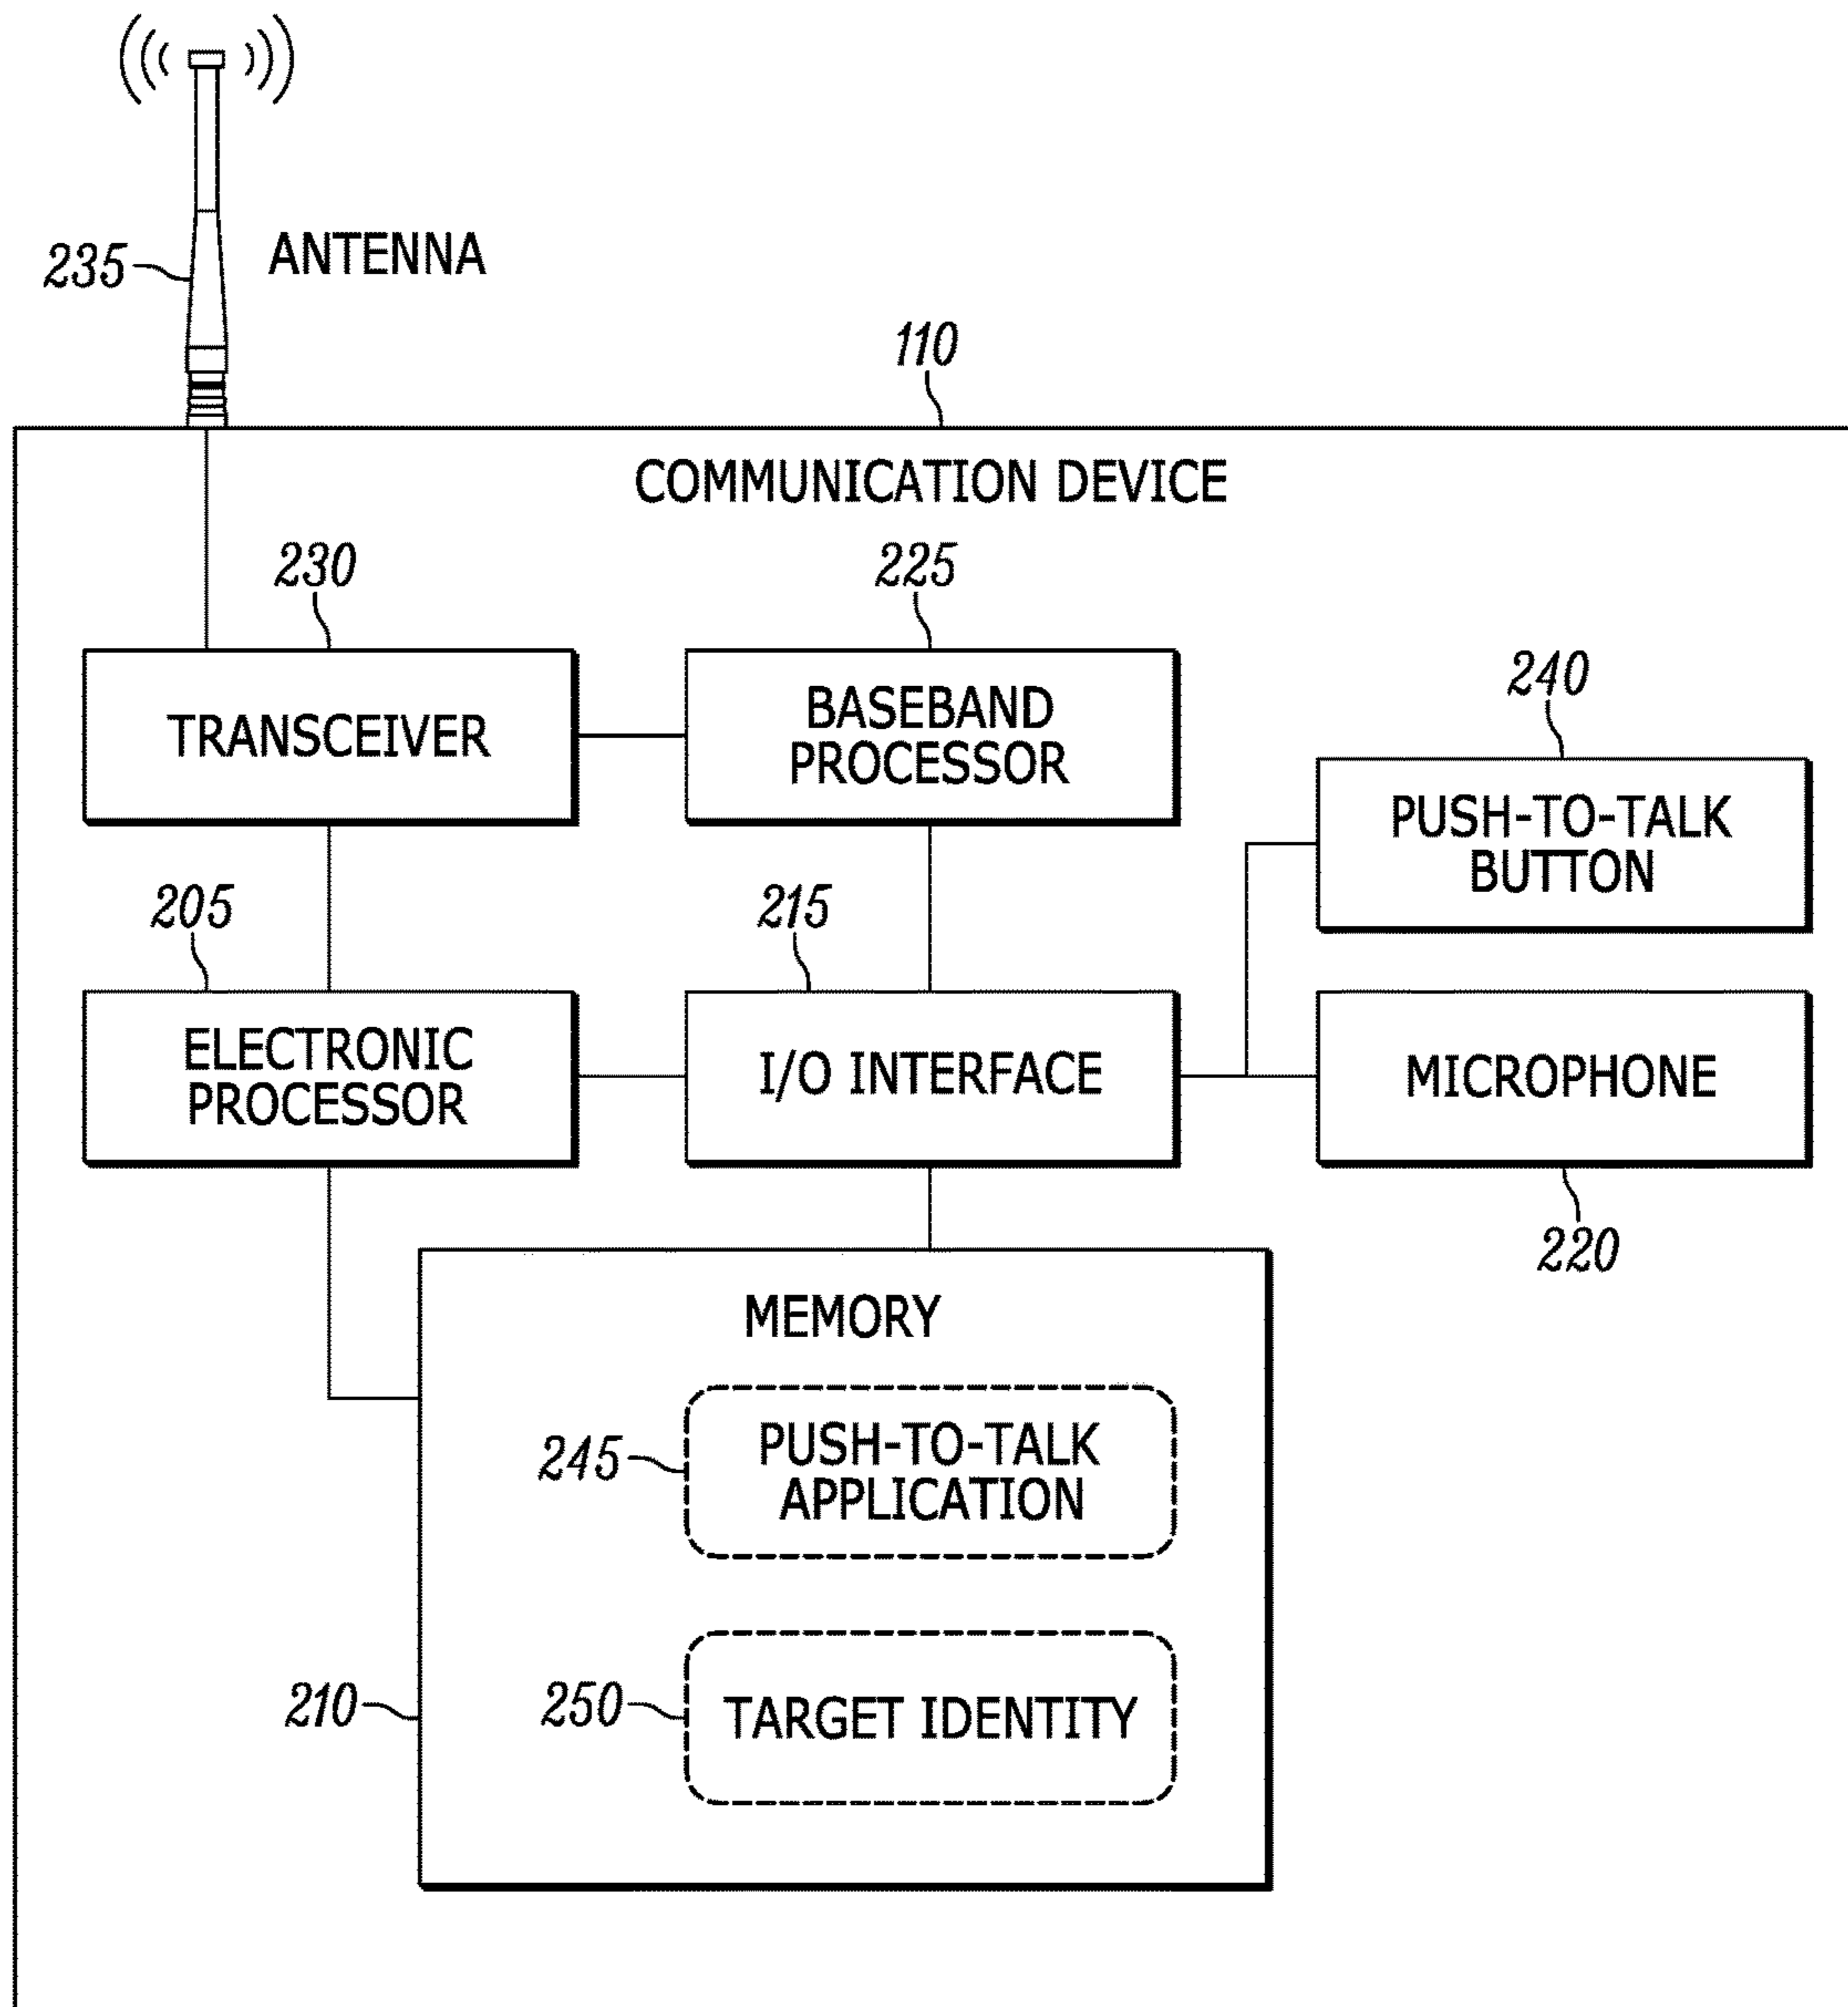 235
ANTENNA
110
COMMUNICATION DEVICE
230
225
TRANSCEIVER
BASEBAND
PROCESSOR
240
PUSH-TO-TALK
BUTTON
205
215
ELECTRONIC
PROCESSOR
I/O INTERFACE
MICROPHONE
220
MEMORY
245
PUSH-TO-TALK
APPLICATION
210
250
TARGET IDENTITY